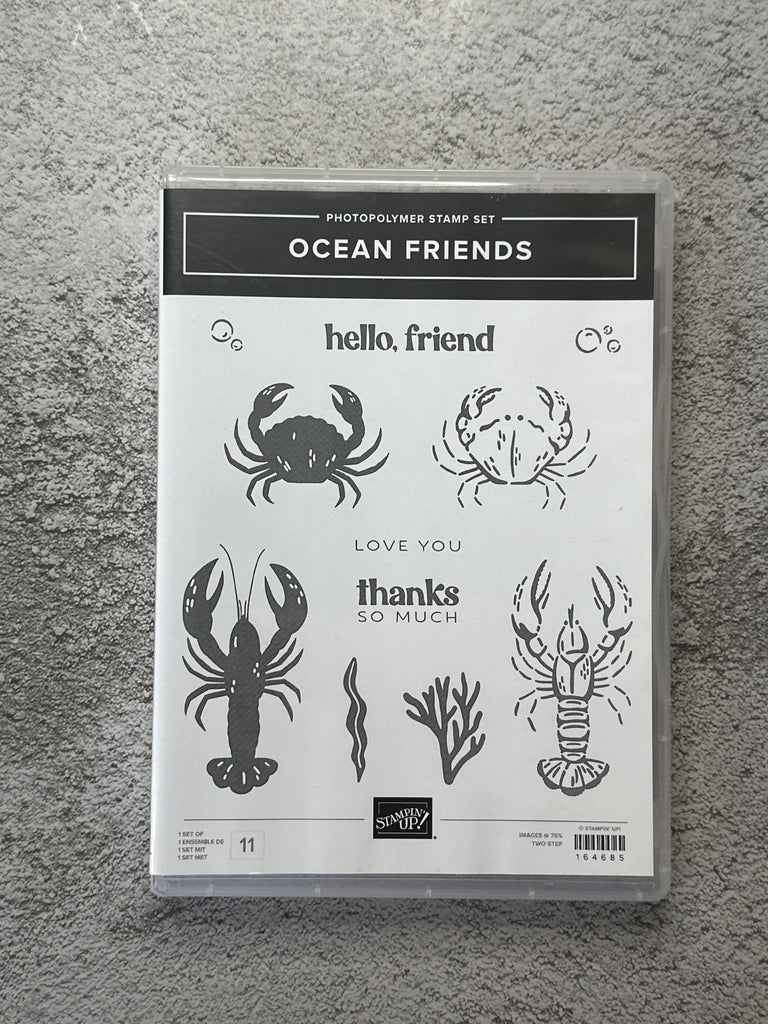 PHOTOPOLYMER STAMP SET
OCEAN FRIENDS
hello, friend
LOVE YOU
thanks
SO MUCH
STAMPIN'
UP!
1 SET OF
1 ENSEMBLE DE
1 SET MIT
1 SET MET
11
IMAGES @ 75%
TWO-STEP
© STAMPIN' UP!
164685